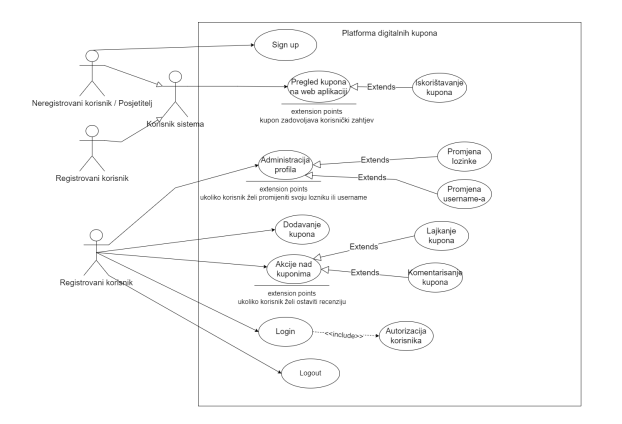 Platforma digitalnih kupona
Sign up
Neregistrovani korisnik / Posjetitelj
Korisnik sistema
Pregled kupona
na web aplikaciji
Extends
Iskorištavanje
kupona
extension points
kupon zadovoljava korisnički zahtjev
Registrovani korisnik
Administracija
profila
Extends
Promjena
lozinke
Extends
Promjena
username-a
extension points
ukoliko korisnik želi promijeniti svoju lozniku ili username
Registrovani korisnik
Dodavanje
kupona
Extends
Lajkanje
kupona
Akcije nad
kuponima
Extends
Komentarisanje
kupona
extension points
ukoliko korisnik želi ostaviti recenziju
Login
<<include>>
Autorizacija
korisnika
Logout